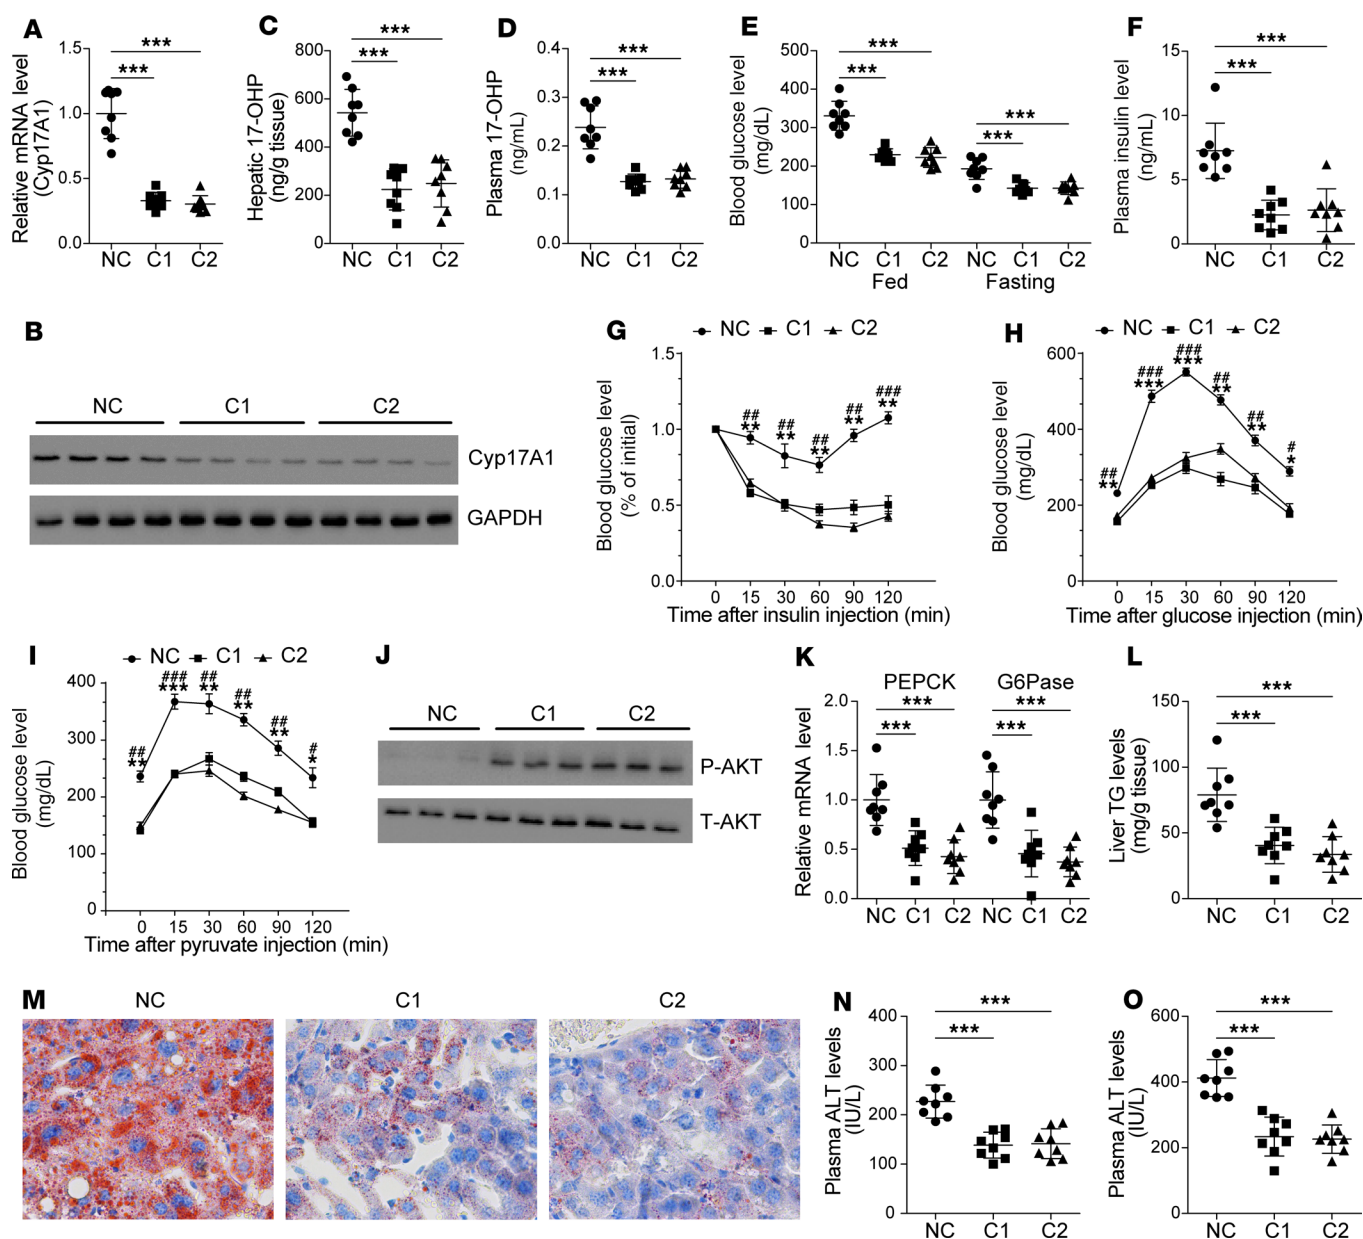 A
Relative mRNA level
(Cyp17A1)
1.5
1.0
0.5
0.0
***
***
NC C1 C2
C
Hepatic 17-OHP
(ng/g tissue)
800
600
400
200
0
***
***
NC C1 C2
D
Plasma 17-OHP
(ng/mL)
0.4
0.3
0.2
0.1
0.0
***
***
NC C1 C2
E
Blood glucose level
(mg/dL)
500
400
300
200
100
0
***
***
***
***
NC C1 C2 NC C1 C2
Fed Fasting
F
Plasma insulin level
(ng/mL)
15
10
5
0
***
***
NC C1 C2
B
NC C1 C2
Cyp17A1
GAPDH
G
NC C1 C2
Blood glucose level
(% of initial)
1.5
1.0
0.5
0.0
##
**
##
**
##
**
##
**
###
**
0 15 30 60 90 120
Time after insulin injection (min)
H
NC C1 C2
Blood glucose level
(mg/dL)
600
400
200
0
##
**
###
***
###
***
##
**
##
**
#
*
0 15 30 60 90 120
Time after glucose injection (min)
I
NC C1 C2
Blood glucose level
(mg/dL)
400
300
200
100
0
##
**
###
***
##
**
##
**
##
**
#
*
0 15 30 60 90 120
Time after pyruvate injection (min)
J
NC C1 C2
P-AKT
T-AKT
K
PEPCK G6Pase
Relative mRNA level
2.0
1.5
1.0
0.5
0.0
***
***
***
***
NC C1 C2 NC C1 C2
L
Liver TG levels
(mg/g tissue)
150
100
50
0
***
***
NC C1 C2
M
NC C1 C2
N
Plasma ALT levels
(IU/L)
400
300
200
100
0
***
***
NC C1 C2
O
Plasma ALT levels
(IU/L)
600
400
200
0
***
***
NC C1 C2